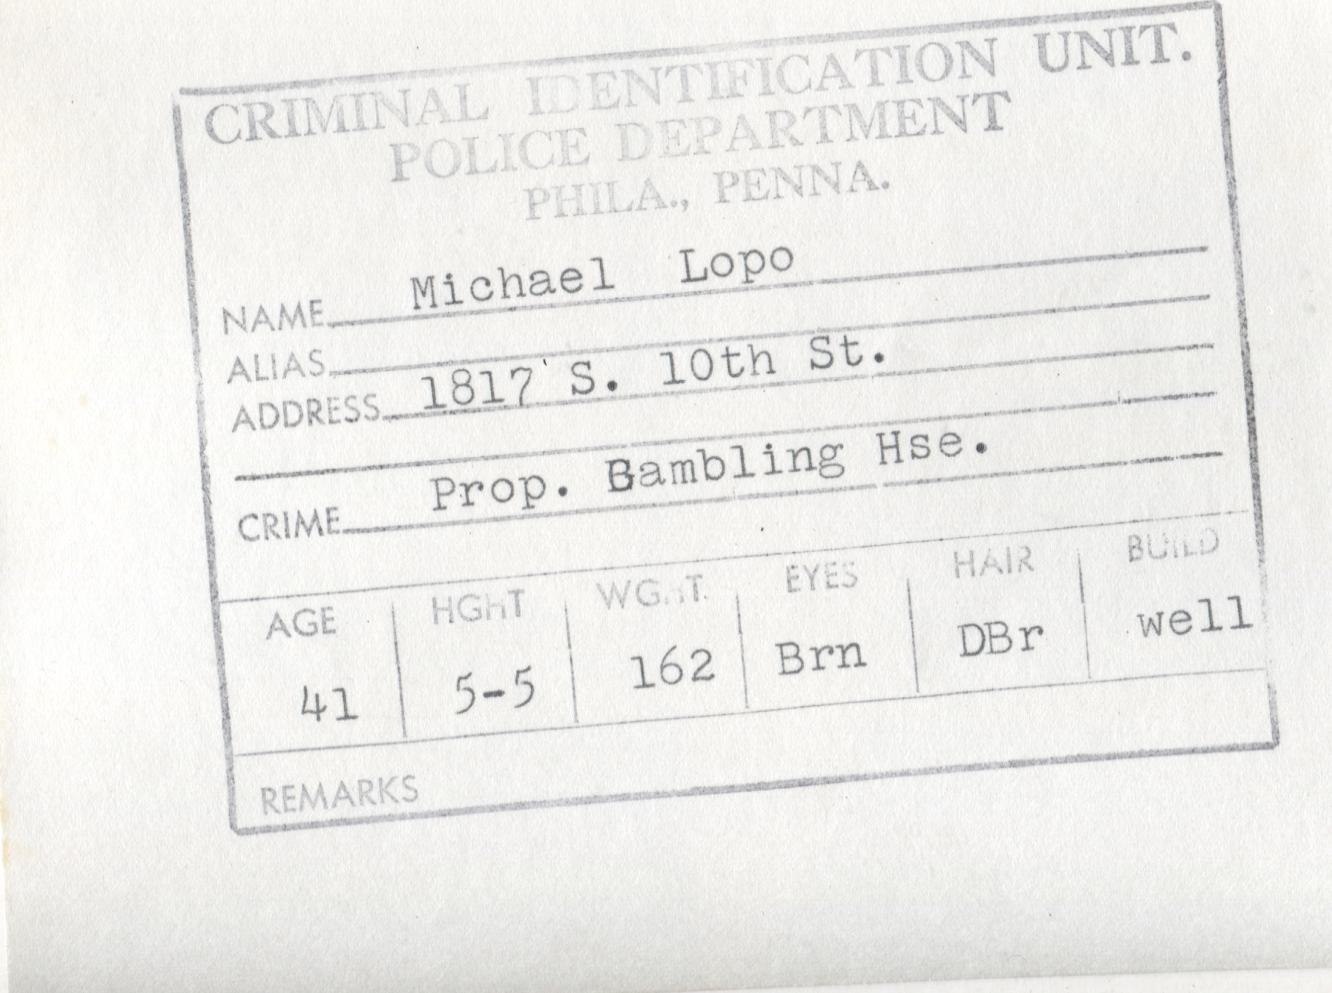 CRIMINAL IDENTIFICATION UNIT.
POLICE DEPARTMENT
PHILA., PENNA.
NAME Michael Lopo
ALIAS
ADDRESS 1817 S. 10th St.
CRIME Prop. Bambling Hse.
AGE HGHT WGHT. EYES HAIR BUILD
41 5-5 162 Brn DBr well
REMARKS